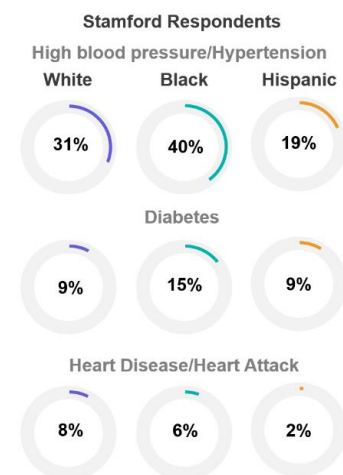 Stamford Respondents
High blood pressure/Hypertension
White Black Hispanic
31% 40% 19%
Diabetes
9% 15% 9%
Heart Disease/Heart Attack
8% 6% 2%